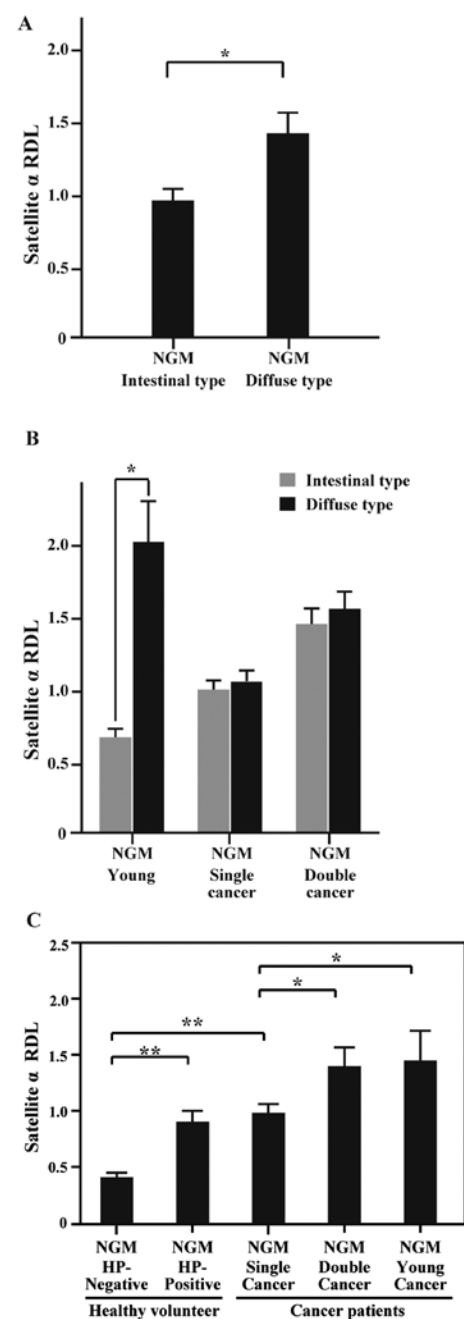 A
Satellite α RDL
2.0
1.5
1.0
0.5
0
*
NGM NGM
Intestinal type Diffuse type
B
Satellite α RDL
Intestinal type
Diffuse type
*
2.0
1.5
1.0
0.5
0
NGM NGM NGM
Young Single Double
cancer cancer
C
Satellite α RDL
2.5
2.0
1.5
1.0
0.5
0
*
*
**
**
NGM NGM NGM NGM NGM
HP- HP- Single Double Young
Negative Positive Cancer Cancer Cancer
Healthy volunteer Cancer patients